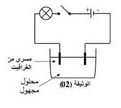 + -
مسرى من
الغرافيت
محلول
مجهول
الوثيقة (02)